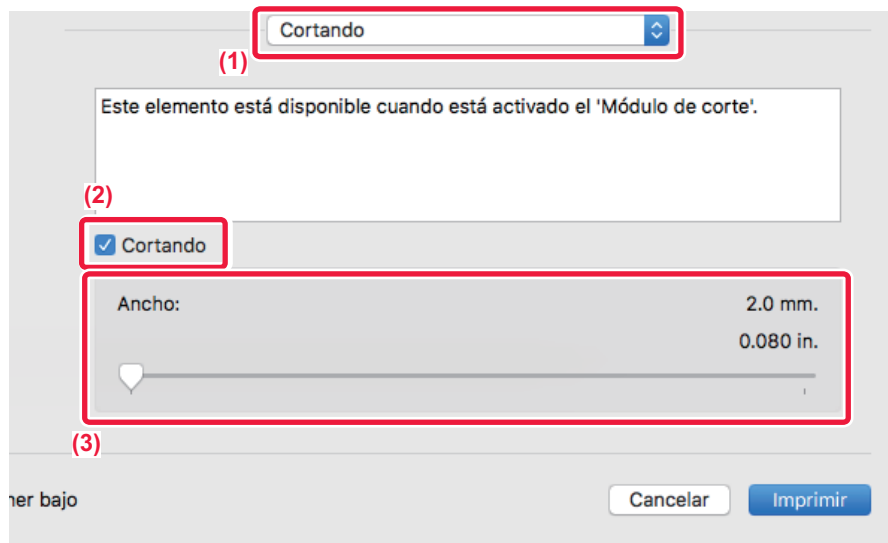 Cortando
(1)
Este elemento está disponible cuando está activado el 'Módulo de corte'.
(2)
Cortando
Ancho:
2.0 mm.
0.080 in.
(3)
ner bajo
Cancelar
Imprimir